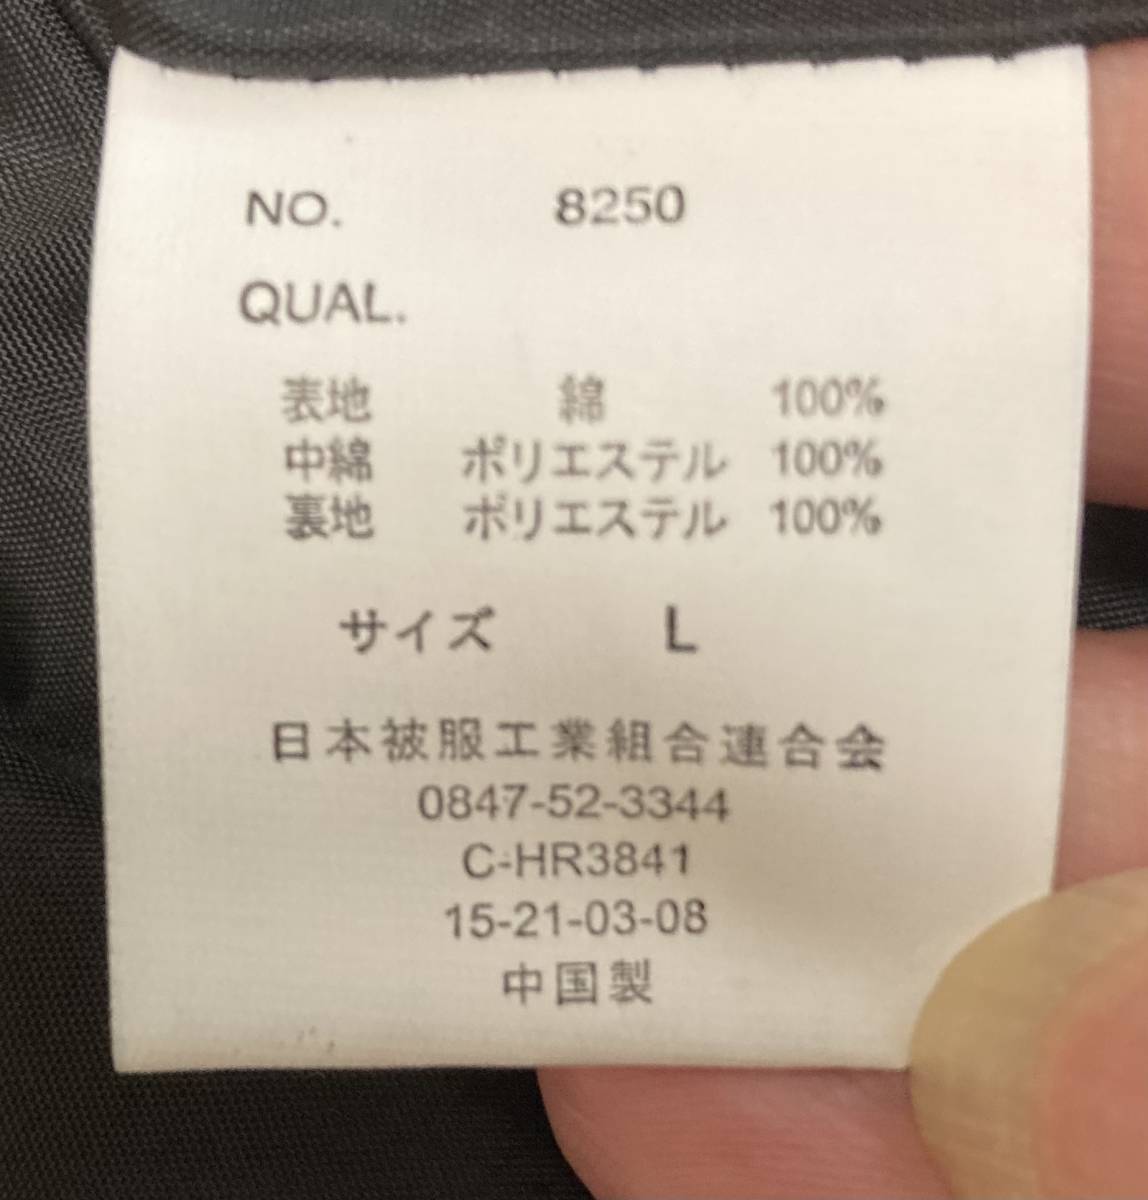 NO. 8250
QUAL.
表地 綿 100%
中綿 ポリエステル 100%
裏地 ポリエステル 100%
サイズ L
日本被服工業組合連合会
0847-52-3344
C-HR3841
15-21-03-08
中国製